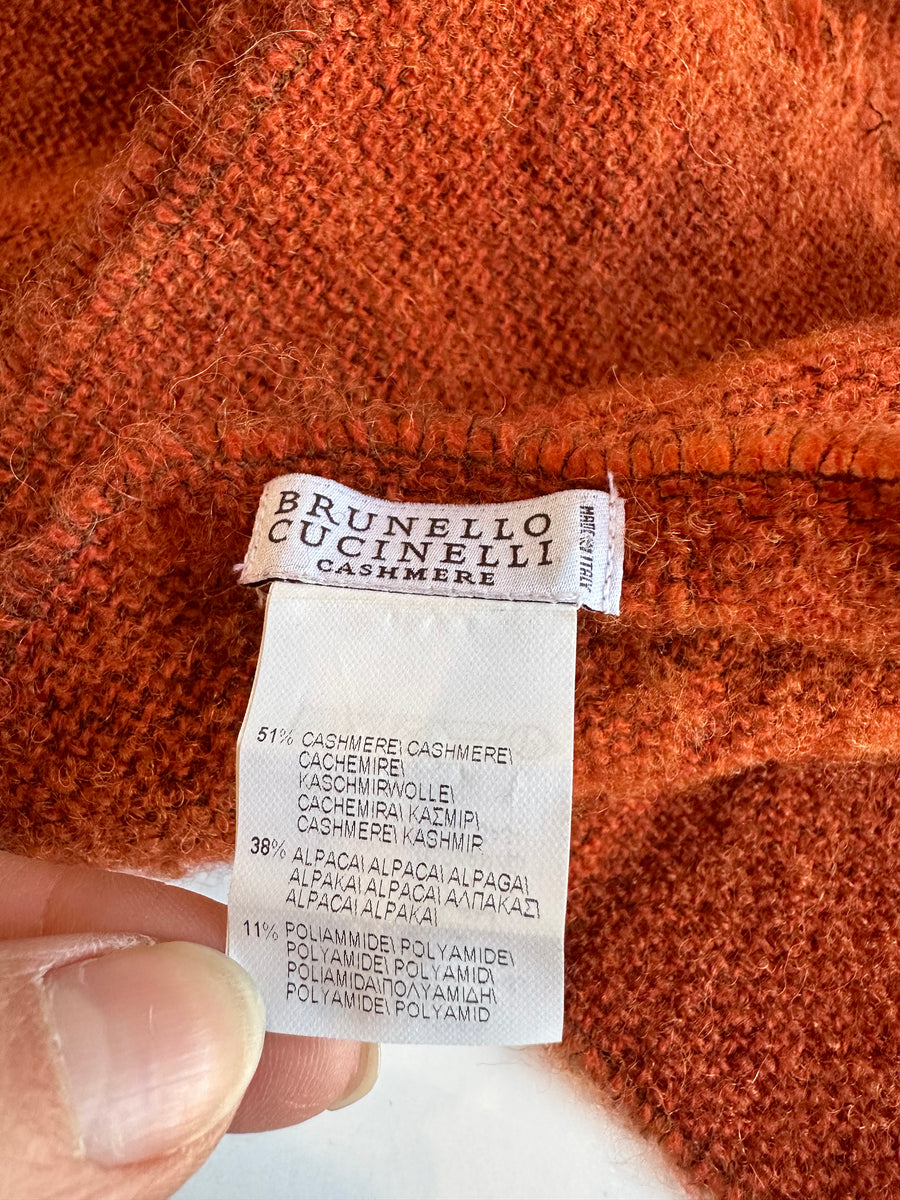 BRUNELLO
CUCINELLI
CASHMERE
MADE IN ITALY
51% CASHMERE\ CASHMERE\
CACHEMIRE\
KASCHMIRWOLLE\
CACHEMIRA\ ΚΑΣΜΙΡ\
CASHMERE\ KASHMIR
38% ALPACA\ ALPACA\ ALPAGA\
ALPAKA\ ALPACA\ ΑΛΠΑΚΑΣ\
ALPACA\ ALPAKA\
11% POLIAMMIDE\ POLYAMIDE\
POLYAMIDE\ POLYAMID\
POLIAMIDA\ΠΟΛΥΑΜΙΔΗ\
POLYAMIDE\ POLYAMID